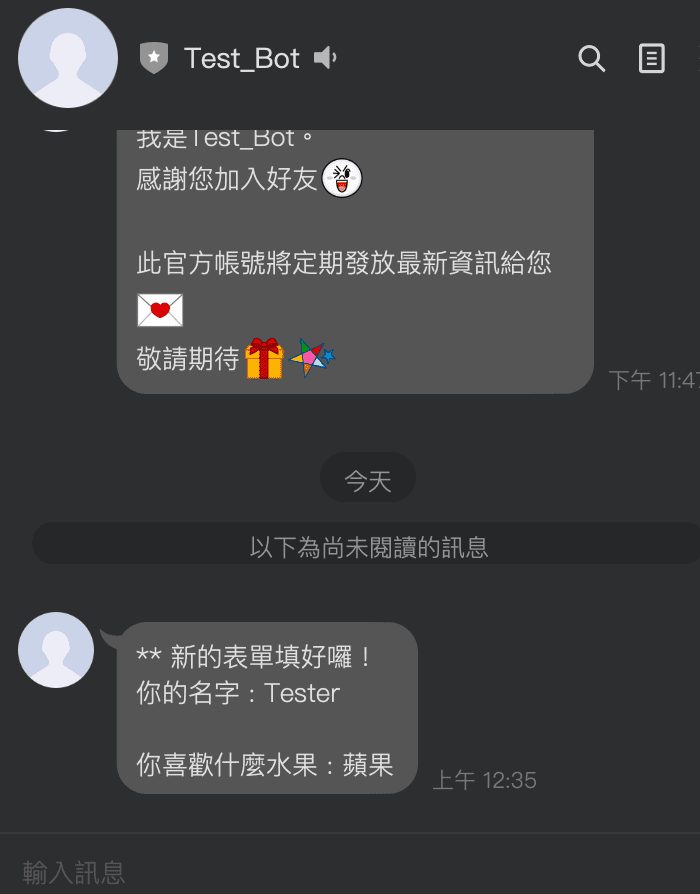 Test_Bot
我是Test_Bot。
感謝您加入好友
此官方帳號將定期發放最新資訊給您
敬請期待
下午 11:47
今天
以下為尚未閱讀的訊息
** 新的表單填好囉！
你的名字：Tester
你喜歡什麼水果：蘋果
上午 12:35
輸入訊息